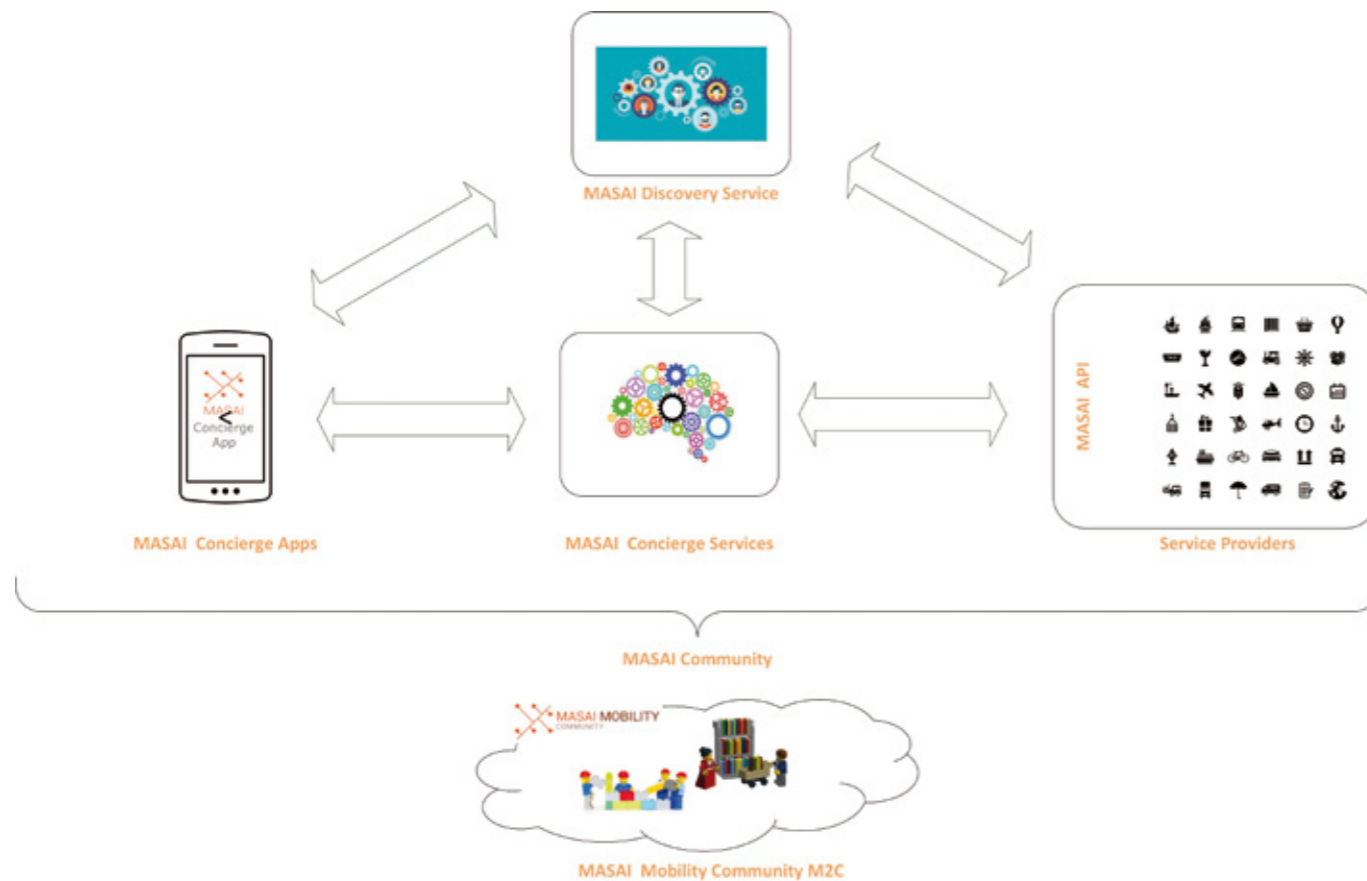 MASAI Discovery Service
MASAI
<
Concierge
App
MASAI API
MASAI Concierge Apps
MASAI Concierge Services
Service Providers
MASAI Community
MASAI MOBILITY
COMMUNITY
MASAI Mobility Community M2C